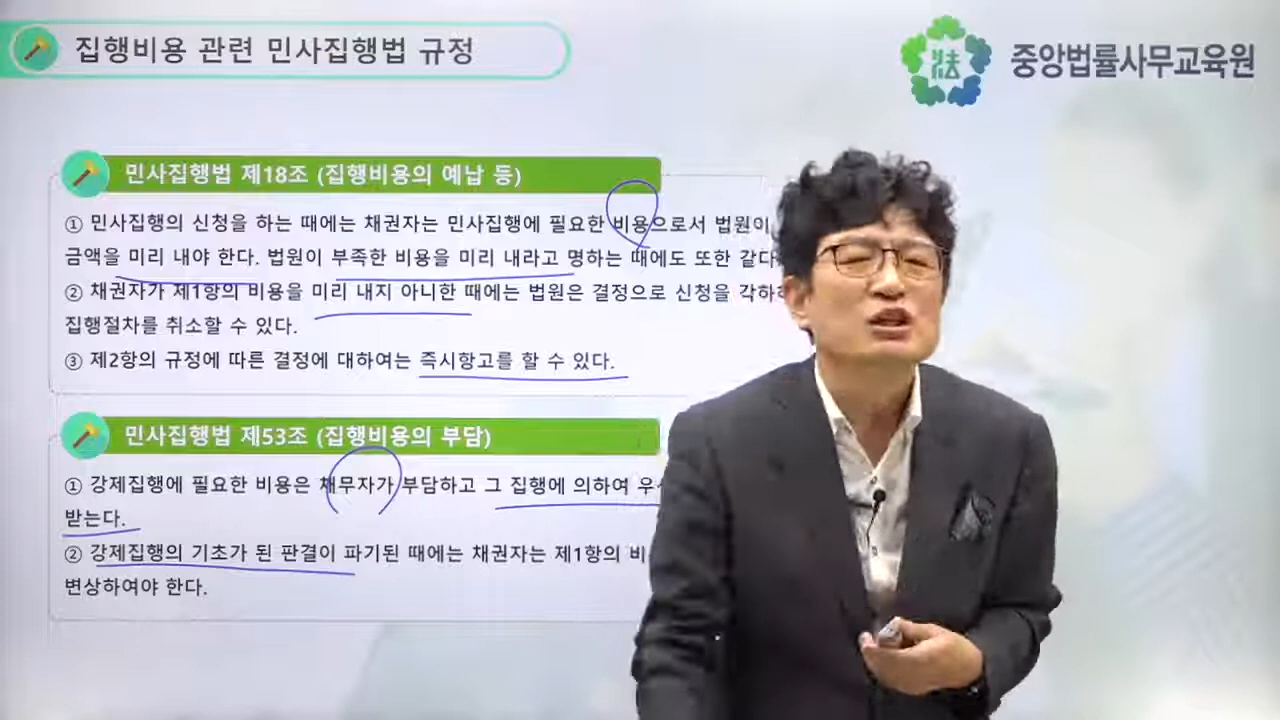 집행비용 관련 민사집행법 규정
法
중앙법률사무교육원
민사집행법 제18조 (집행비용의 예납 등)
① 민사집행의 신청을 하는 때에는 채권자는 민사집행에 필요한 비용으로서 법원이
금액을 미리 내야 한다. 법원이 부족한 비용을 미리 내라고 명하는 때에도 또한 같다
② 채권자가 제1항의 비용을 미리 내지 아니한 때에는 법원은 결정으로 신청을 각하
집행절차를 취소할 수 있다.
③ 제2항의 규정에 따른 결정에 대하여는 즉시항고를 할 수 있다.
민사집행법 제53조 (집행비용의 부담)
① 강제집행에 필요한 비용은 채무자가 부담하고 그 집행에 의하여
받는다.
② 강제집행의 기초가 된 판결이 파기된 때에는 채권자는 제1항의 비
변상하여야 한다.